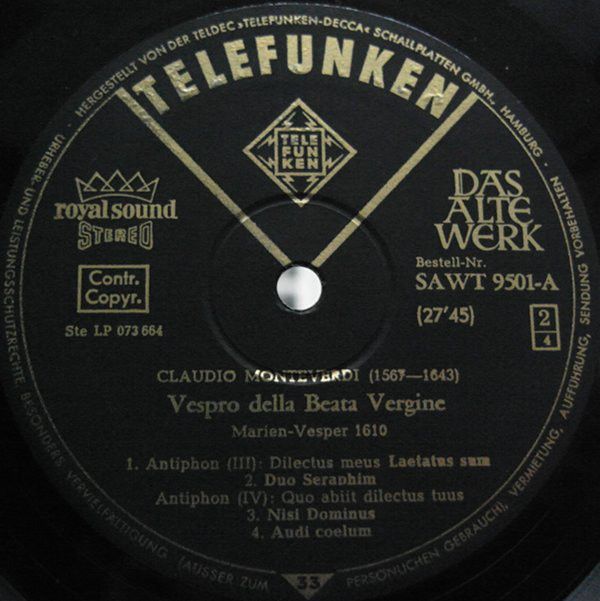 HERGESTELLT VON DER TELDEC »TELEFUNKEN-DECCA« SCHALLPLATTEN GMBH., HAMBURG -
TELEFUNKEN
TELE
FUN
KEN
royalsound
STEREO
DAS
ALTE
WERK
Contr.
Copyr.
Bestell-Nr.
SAWT 9501-A
Ste LP 073 664
(27'45)
2
4
CLAUDIO MONTEVERDI (1567—1643)
Vespro della Beata Vergine
Marien-Vesper 1610
1. Antiphon (III): Dilectus meus Laetatus sum
2. Duo Seraphim
Antiphon (IV): Quo abiit dilectus tuus
3. Nisi Dominus
4. Audi coelum
33
URHEBER- UND LEISTUNGSSCHUTZRECHTE, BESONDERS VERVIELFÄLTIGUNG (AUSSER ZUM PERSÖNLICHEN GEBRAUCH), VERMIETUNG, AUFFÜHRUNG, SENDUNG VORBEHALTEN